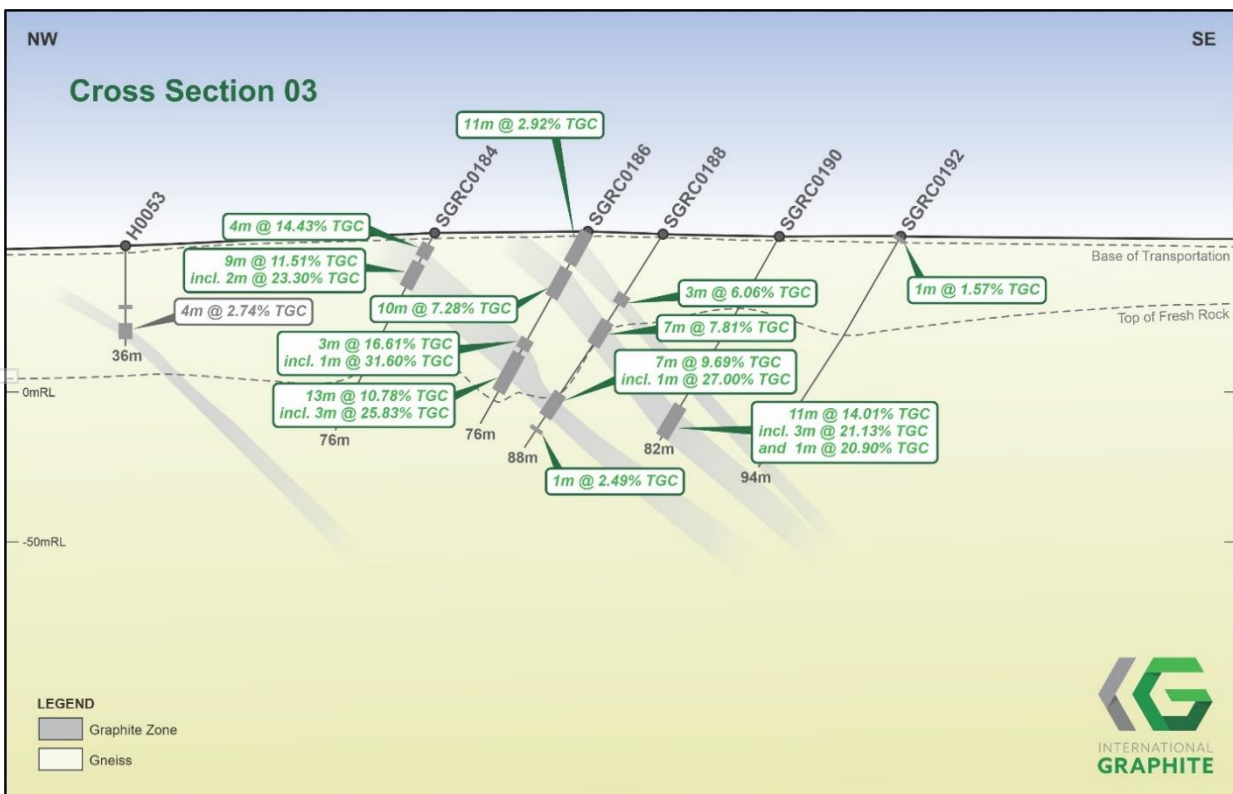 NW
SE
Cross Section 03
11m @ 2.92% TGC
H0053
SGRC0184
SGRC0186
SGRC0188
SGRC0190
SGRC0192
4m @ 14.43% TGC
9m @ 11.51% TGC
incl. 2m @ 23.30% TGC
Base of Transportation
1m @ 1.57% TGC
3m @ 6.06% TGC
10m @ 7.28% TGC
4m @ 2.74% TGC
Top of Fresh Rock
7m @ 7.81% TGC
36m
3m @ 16.61% TGC
incl. 1m @ 31.60% TGC
7m @ 9.69% TGC
incl. 1m @ 27.00% TGC
0mRL
13m @ 10.78% TGC
incl. 3m @ 25.83% TGC
11m @ 14.01% TGC
incl. 3m @ 21.13% TGC
and 1m @ 20.90% TGC
76m
76m
88m
82m
94m
1m @ 2.49% TGC
-50mRL
LEGEND
Graphite Zone
Gneiss
INTERNATIONAL
GRAPHITE